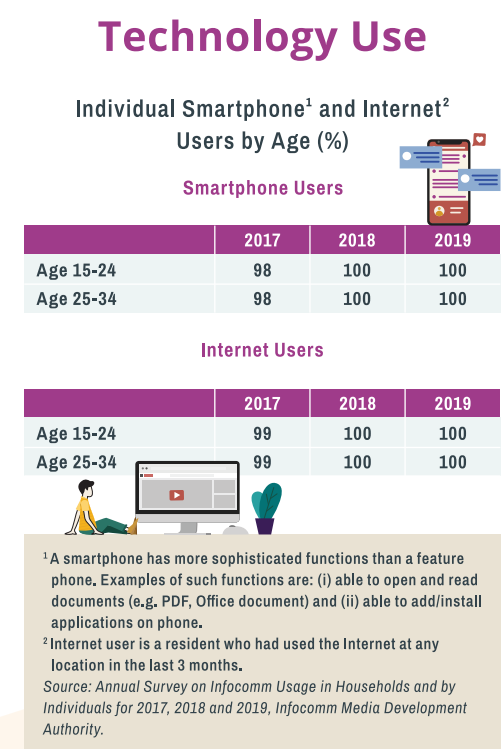 Technology Use
Individual Smartphone¹ and Internet²
Users by Age (%)
Smartphone Users
2017 2018 2019
Age 15-24 98 100 100
Age 25-34 98 100 100
Internet Users
2017 2018 2019
Age 15-24 99 100 100
Age 25-34 99 100 100
¹ A smartphone has more sophisticated functions than a feature
phone. Examples of such functions are: (i) able to open and read
documents (e.g. PDF, Office document) and (ii) able to add/install
applications on phone.
² Internet user is a resident who had used the Internet at any
location in the last 3 months.
Source: Annual Survey on Infocomm Usage in Households and by
Individuals for 2017, 2018 and 2019, Infocomm Media Development
Authority.